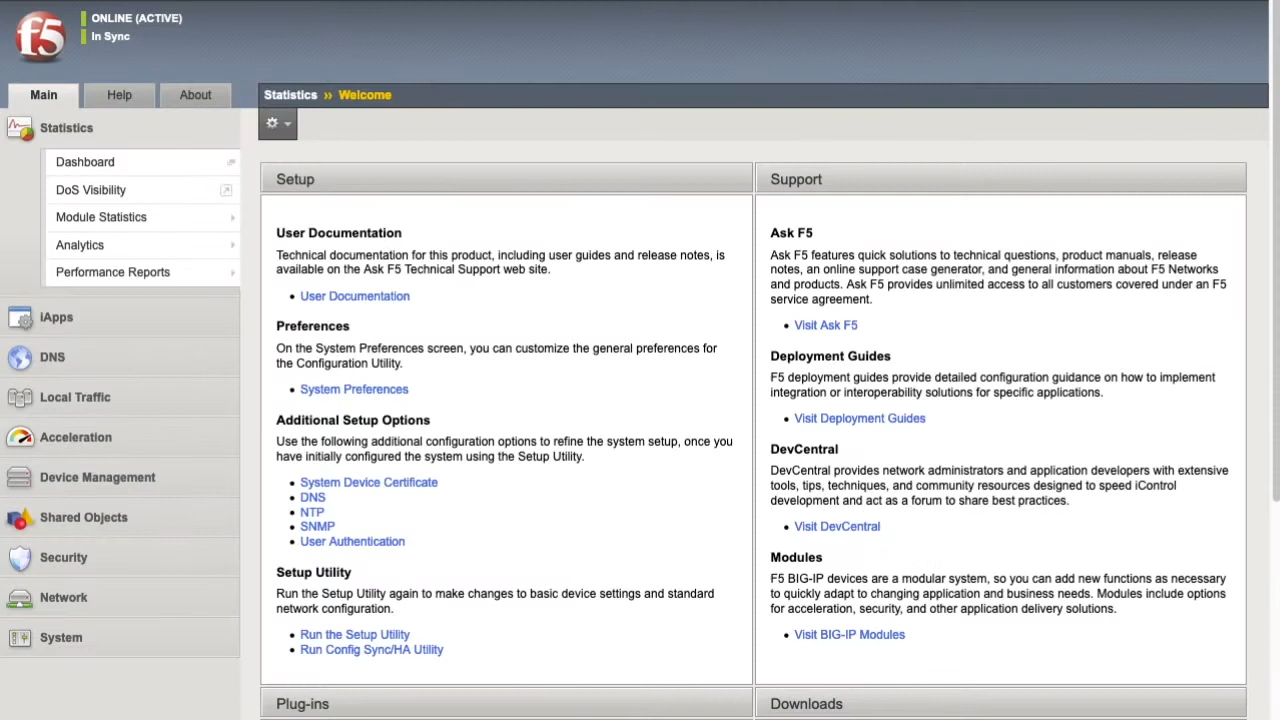 f5
ONLINE (ACTIVE)
In Sync
Main
Help
About
Statistics
Dashboard
DoS Visibility
Module Statistics
Analytics
Performance Reports
iApps
DNS
Local Traffic
Acceleration
Device Management
Shared Objects
Security
Network
System
Statistics » Welcome
Setup
User Documentation
Technical documentation for this product, including user guides and release notes, is
available on the Ask F5 Technical Support web site.
• User Documentation
Preferences
On the System Preferences screen, you can customize the general preferences for
the Configuration Utility.
• System Preferences
Additional Setup Options
Use the following additional configuration options to refine the system setup, once you
have initially configured the system using the Setup Utility.
• System Device Certificate
• DNS
• NTP
• SNMP
• User Authentication
Setup Utility
Run the Setup Utility again to make changes to basic device settings and standard
network configuration.
• Run the Setup Utility
• Run Config Sync/HA Utility
Plug-ins
Support
Ask F5
Ask F5 features quick solutions to technical questions, product manuals, release
notes, an online support case generator, and general information about F5 Networks
and products. Ask F5 provides unlimited access to all customers covered under an F5
service agreement.
• Visit Ask F5
Deployment Guides
F5 deployment guides provide detailed configuration guidance on how to implement
integration or interoperability solutions for specific applications.
• Visit Deployment Guides
DevCentral
DevCentral provides network administrators and application developers with extensive
tools, tips, techniques, and community resources designed to speed iControl
development and act as a forum to share best practices.
• Visit DevCentral
Modules
F5 BIG-IP devices are a modular system, so you can add new functions as necessary
to quickly adapt to changing application and business needs. Modules include options
for acceleration, security, and other application delivery solutions.
• Visit BIG-IP Modules
Downloads